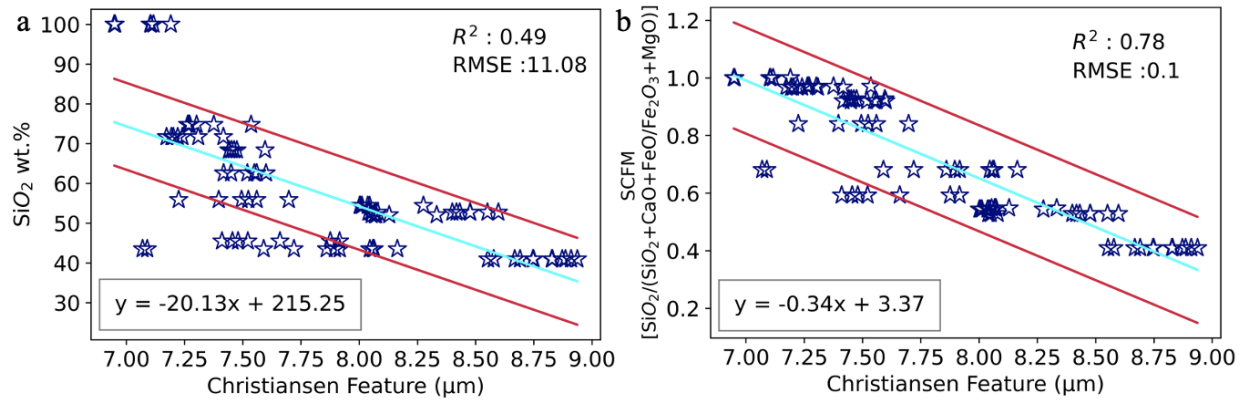 a
SiO₂ wt.%
100
90
80
70
60
50
40
30
R² : 0.49
RMSE :11.08
y = -20.13x + 215.25
7.00 7.25 7.50 7.75 8.00 8.25 8.50 8.75 9.00
Christiansen Feature (μm)
b
SCFM
[SiO₂/(SiO₂+CaO+FeO/Fe₂O₃+MgO)]
1.2
1.0
0.8
0.6
0.4
0.2
R² : 0.78
RMSE :0.1
y = -0.34x + 3.37
7.00 7.25 7.50 7.75 8.00 8.25 8.50 8.75 9.00
Christiansen Feature (μm)